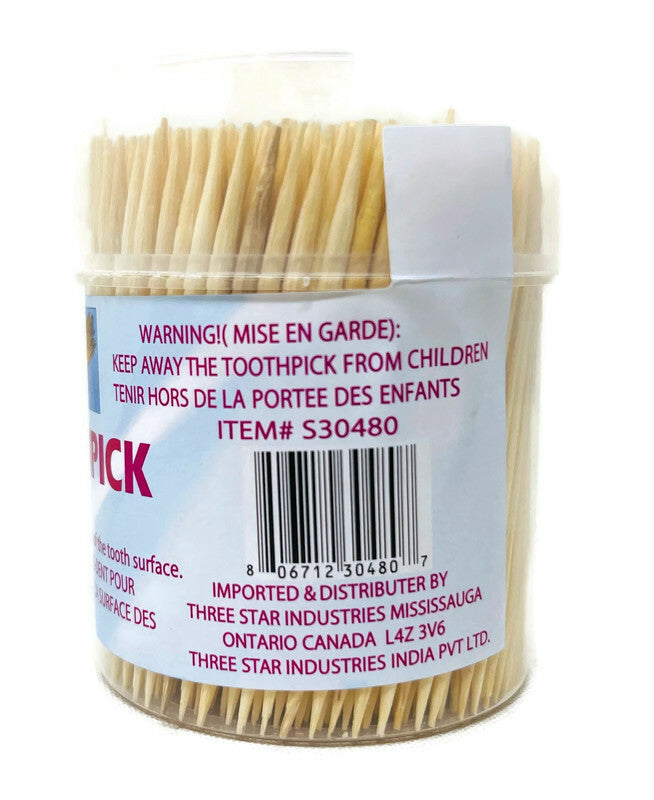 WARNING!( MISE EN GARDE):
KEEP AWAY THE TOOTHPICK FROM CHILDREN
TENIR HORS DE LA PORTEE DES ENFANTS
ITEM# S30480
PICK
the tooth surface.
POUR
SURFACE DES
8 06712 30480 7
IMPORTED & DISTRIBUTER BY
THREE STAR INDUSTRIES MISSISSAUGA
ONTARIO CANADA L4Z 3V6
THREE STAR INDUSTRIES INDIA PVT LTD.